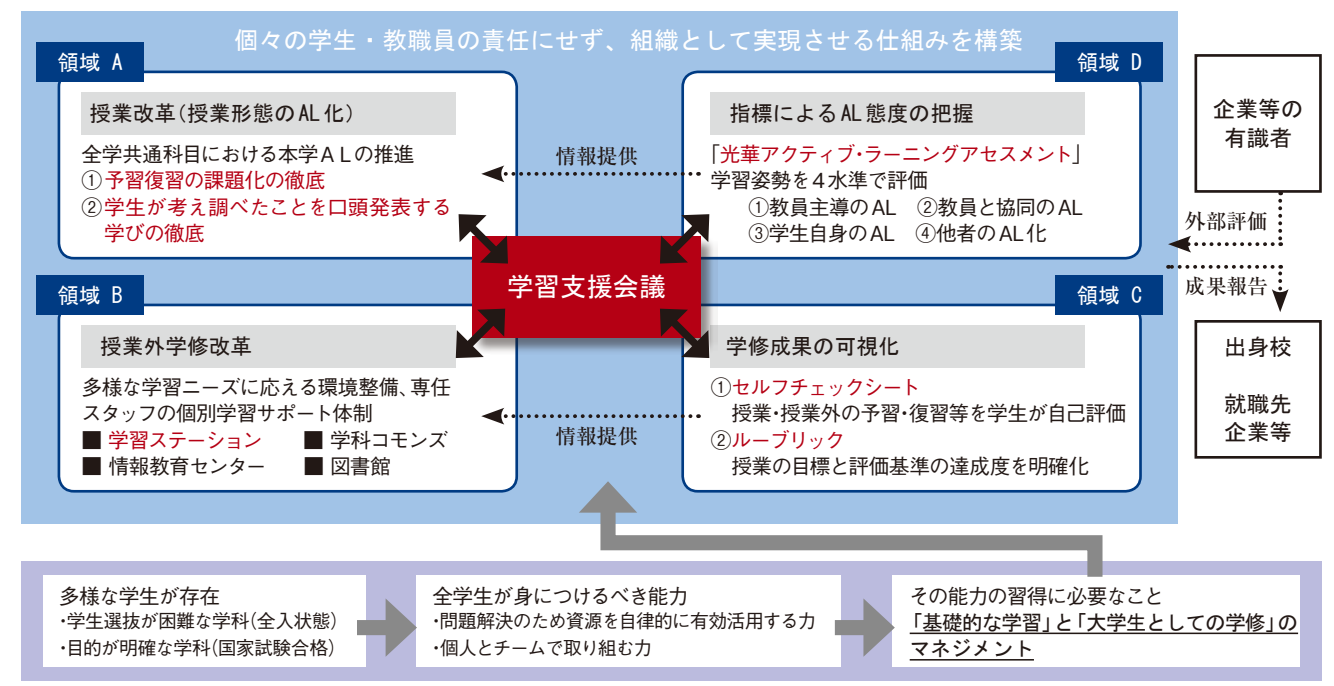 個々の学生・教職員の責任にせず、組織として実現させる仕組みを構築
領域 A
授業改革(授業形態のAL化)
全学共通科目における本学ALの推進
①予習復習の課題化の徹底
②学生が考え調べたことを口頭発表する
学びの徹底
情報提供
領域 D
指標によるAL態度の把握
「光華アクティブ・ラーニングアセスメント」
学習姿勢を4水準で評価
①教員主導のAL ②教員と協同のAL
③学生自身のAL ④他者のAL化
学習支援会議
領域 B
授業外学修改革
多様な学習ニーズに応える環境整備、専任
スタッフの個別学習サポート体制
■ 学習ステーション ■ 学科コモンズ
■ 情報教育センター ■ 図書館
情報提供
領域 C
学修成果の可視化
①セルフチェックシート
授業・授業外の予習・復習等を学生が自己評価
②ルーブリック
授業の目標と評価基準の達成度を明確化
企業等の
有識者
外部評価
成果報告
出身校
就職先
企業等
多様な学生が存在
・学生選抜が困難な学科(全入状態)
・目的が明確な学科(国家試験合格)
全学生が身につけるべき能力
・問題解決のため資源を自律的に有効活用する力
・個人とチームで取り組む力
その能力の習得に必要なこと
「基礎的な学習」と「大学生としての学修」の
マネジメント